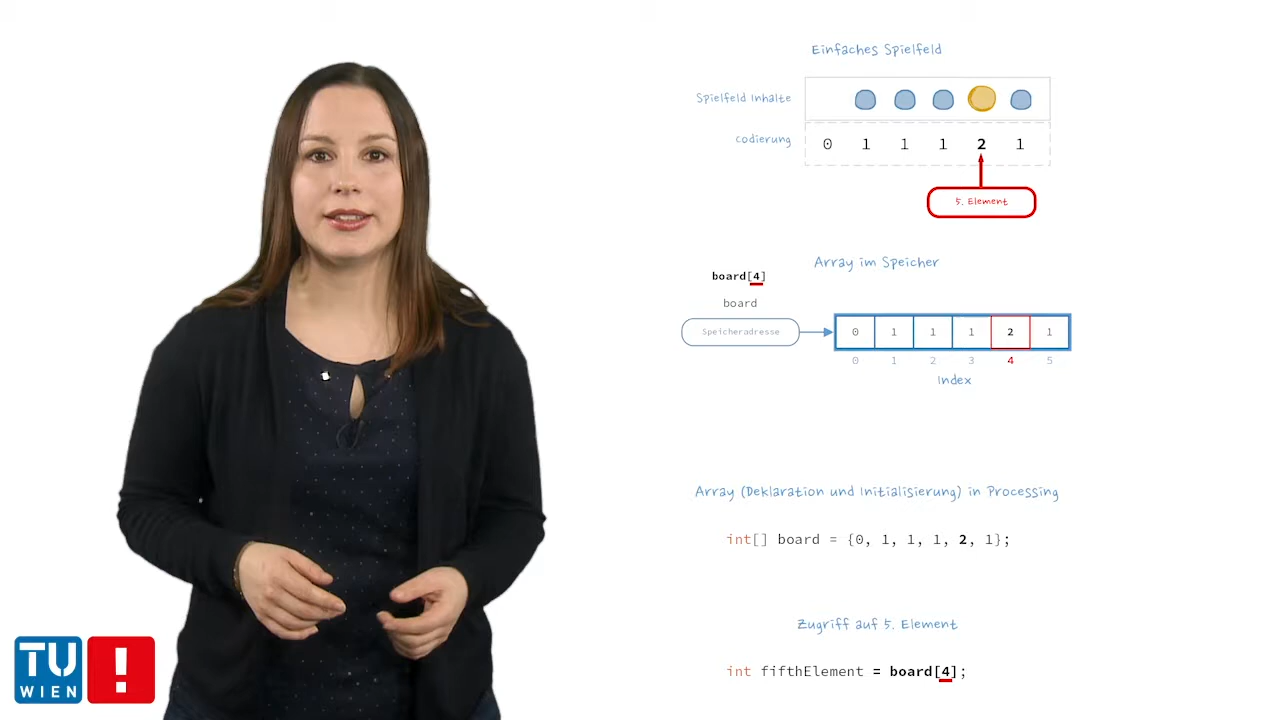 Einfaches Spielfeld
Spielfeld Inhalte
Codierung
0 1 1 1 2 1
5. Element
Array im Speicher
board[4]
board
Speicheradresse
0 1 1 1 2 1
0 1 2 3 4 5
Index
Array (Deklaration und Initialisierung) in Processing
int[] board = {0, 1, 1, 1, 2, 1};
Zugriff auf 5. Element
int fifthElement = board[4];
TU
WIEN
!